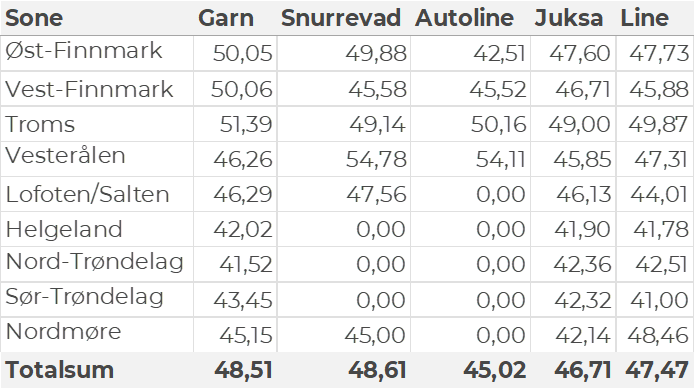 Sone Garn Snurrevad Autoline Juksa Line
Øst-Finnmark 50,05 49,88 42,51 47,60 47,73
Vest-Finnmark 50,06 45,58 45,52 46,71 45,88
Troms 51,39 49,14 50,16 49,00 49,87
Vesterålen 46,26 54,78 54,11 45,85 47,31
Lofoten/Salten 46,29 47,56 0,00 46,13 44,01
Helgeland 42,02 0,00 0,00 41,90 41,78
Nord-Trøndelag 41,52 0,00 0,00 42,36 42,51
Sør-Trøndelag 43,45 0,00 0,00 42,32 41,00
Nordmøre 45,15 45,00 0,00 42,14 48,46
Totalsum 48,51 48,61 45,02 46,71 47,47